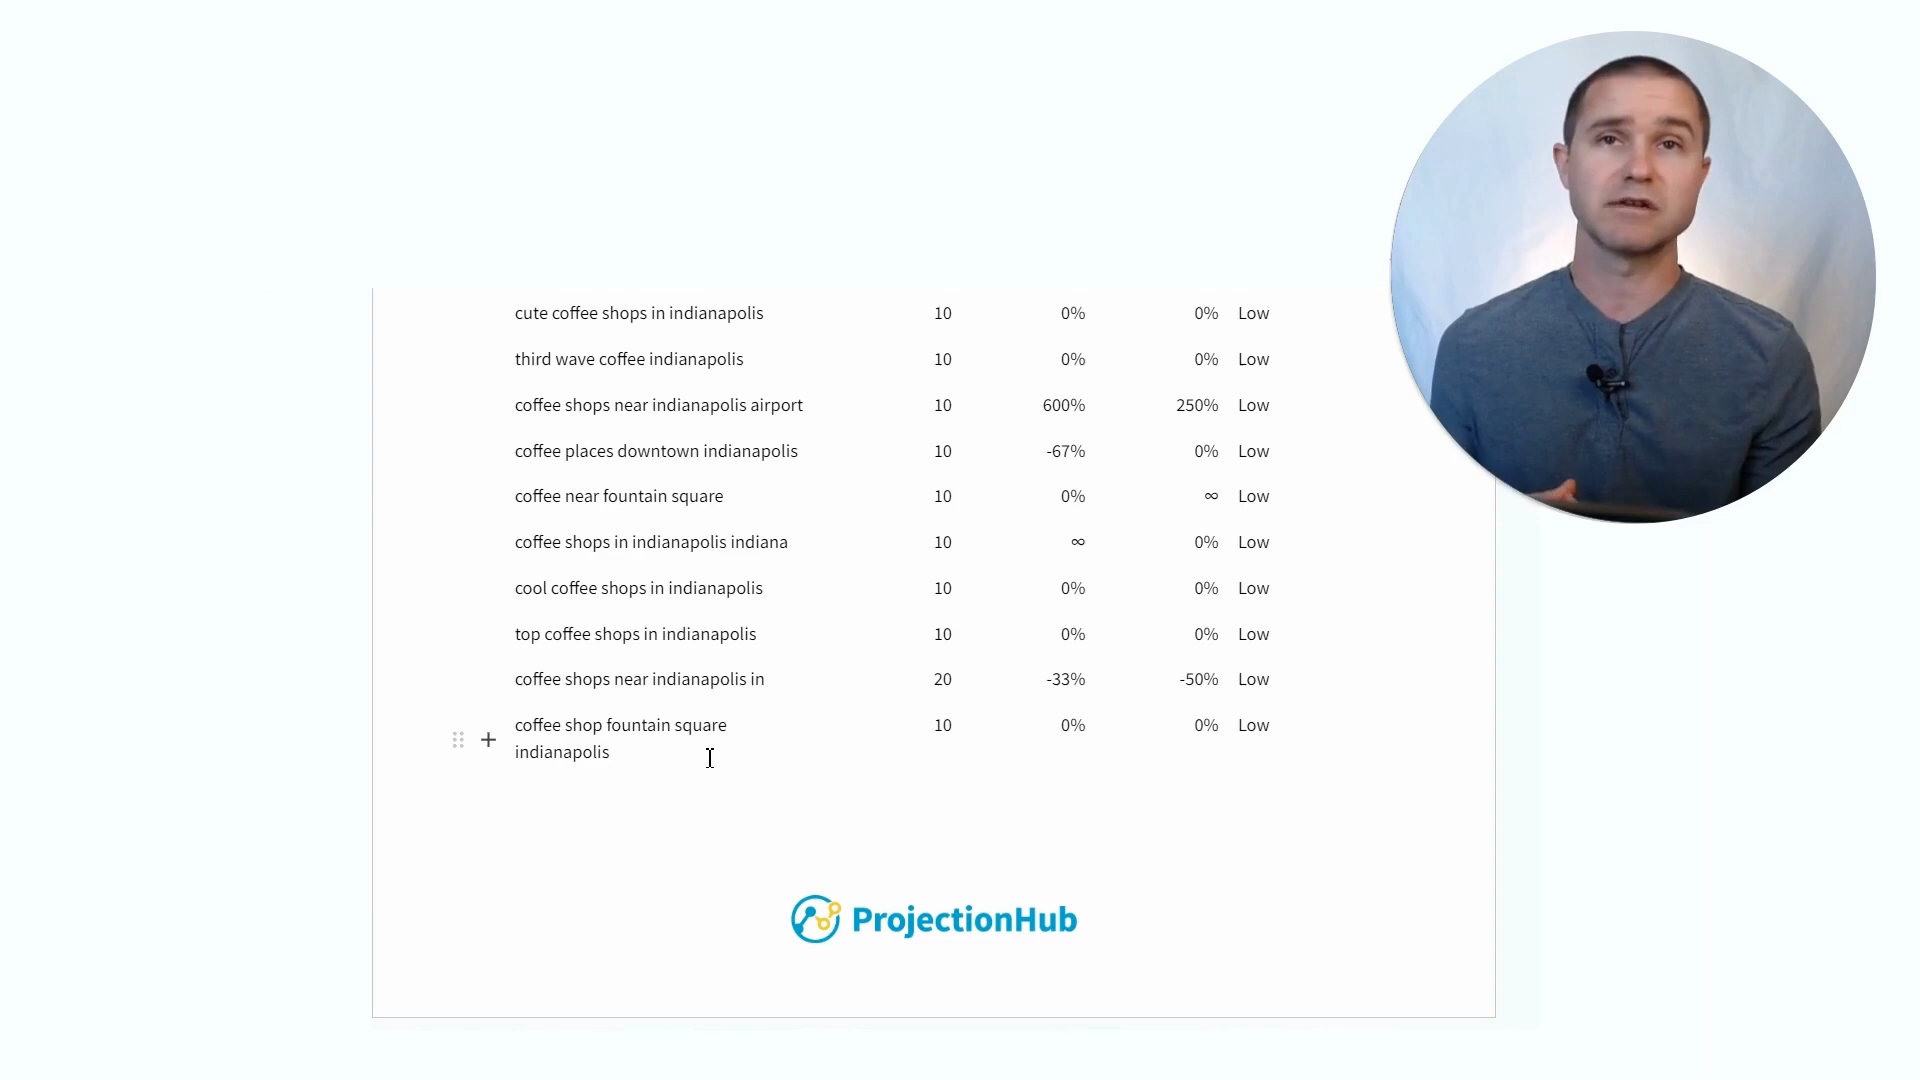 cute coffee shops in indianapolis 10 0% 0% Low
third wave coffee indianapolis 10 0% 0% Low
coffee shops near indianapolis airport 10 600% 250% Low
coffee places downtown indianapolis 10 -67% 0% Low
coffee near fountain square 10 0% ∞ Low
coffee shops in indianapolis indiana 10 ∞ 0% Low
cool coffee shops in indianapolis 10 0% 0% Low
top coffee shops in indianapolis 10 0% 0% Low
coffee shops near indianapolis in 20 -33% -50% Low
coffee shop fountain square 10 0% 0% Low
indianapolis
ProjectionHub